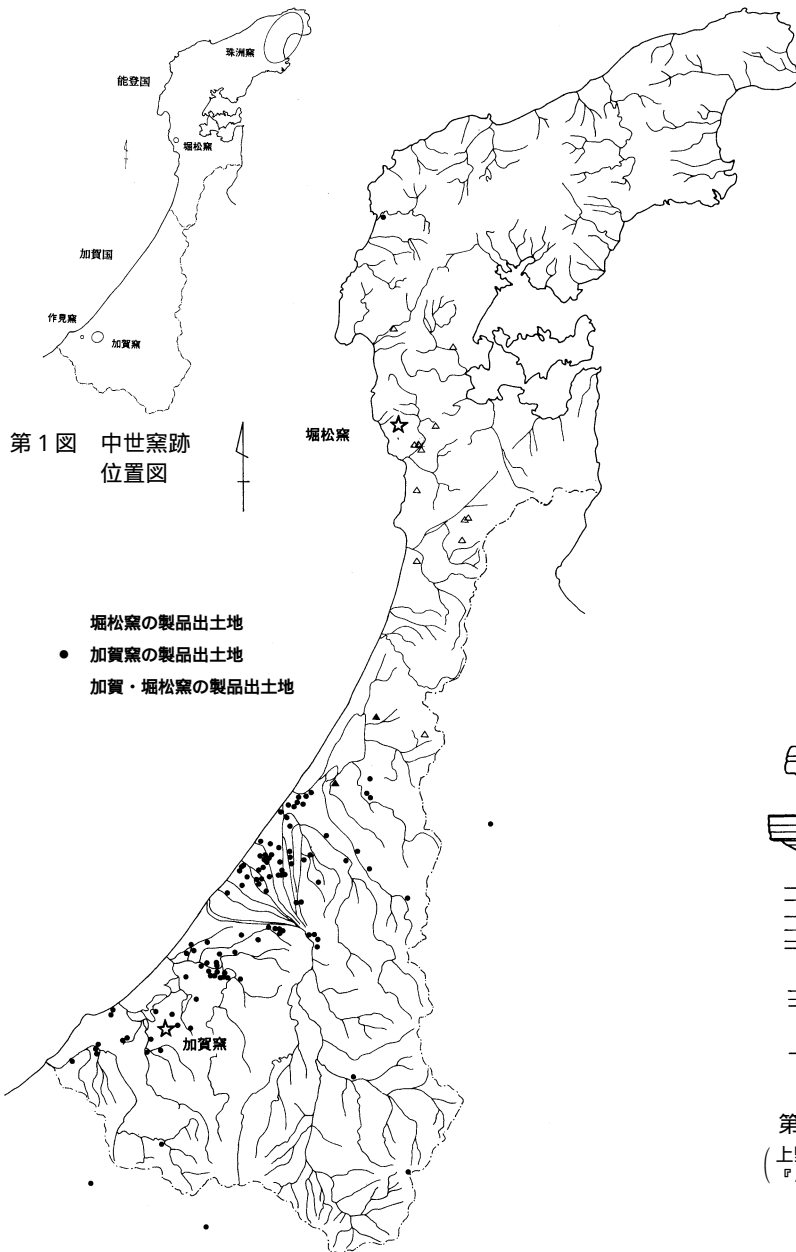 珠洲窯
能登国
堀松窯
加賀国
作見窯
加賀窯
第1図 中世窯跡
位置図
堀松窯
堀松窯の製品出土地
● 加賀窯の製品出土地
加賀・堀松窯の製品出土地
加賀窯
第
(上
『